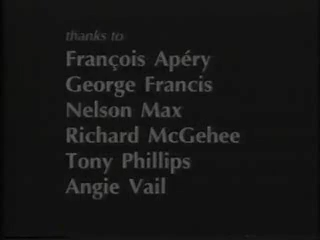 thanks to
François Apéry
George Francis
Nelson Max
Richard McGehee
Tony Phillips
Angie Vail